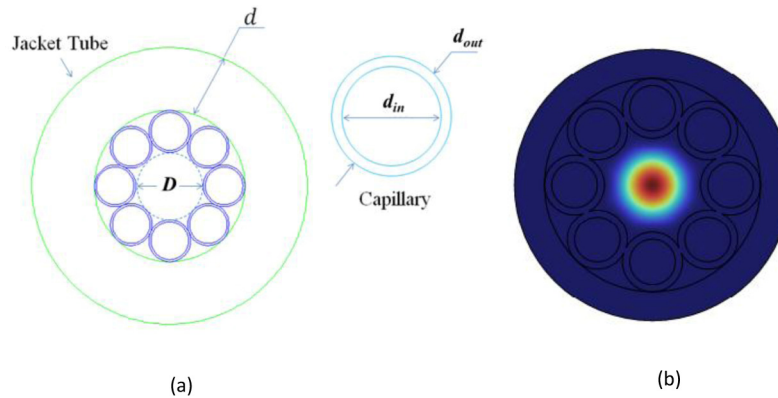 d
Jacket Tube
D
d_out
d_in
Capillary
(a)
(b)